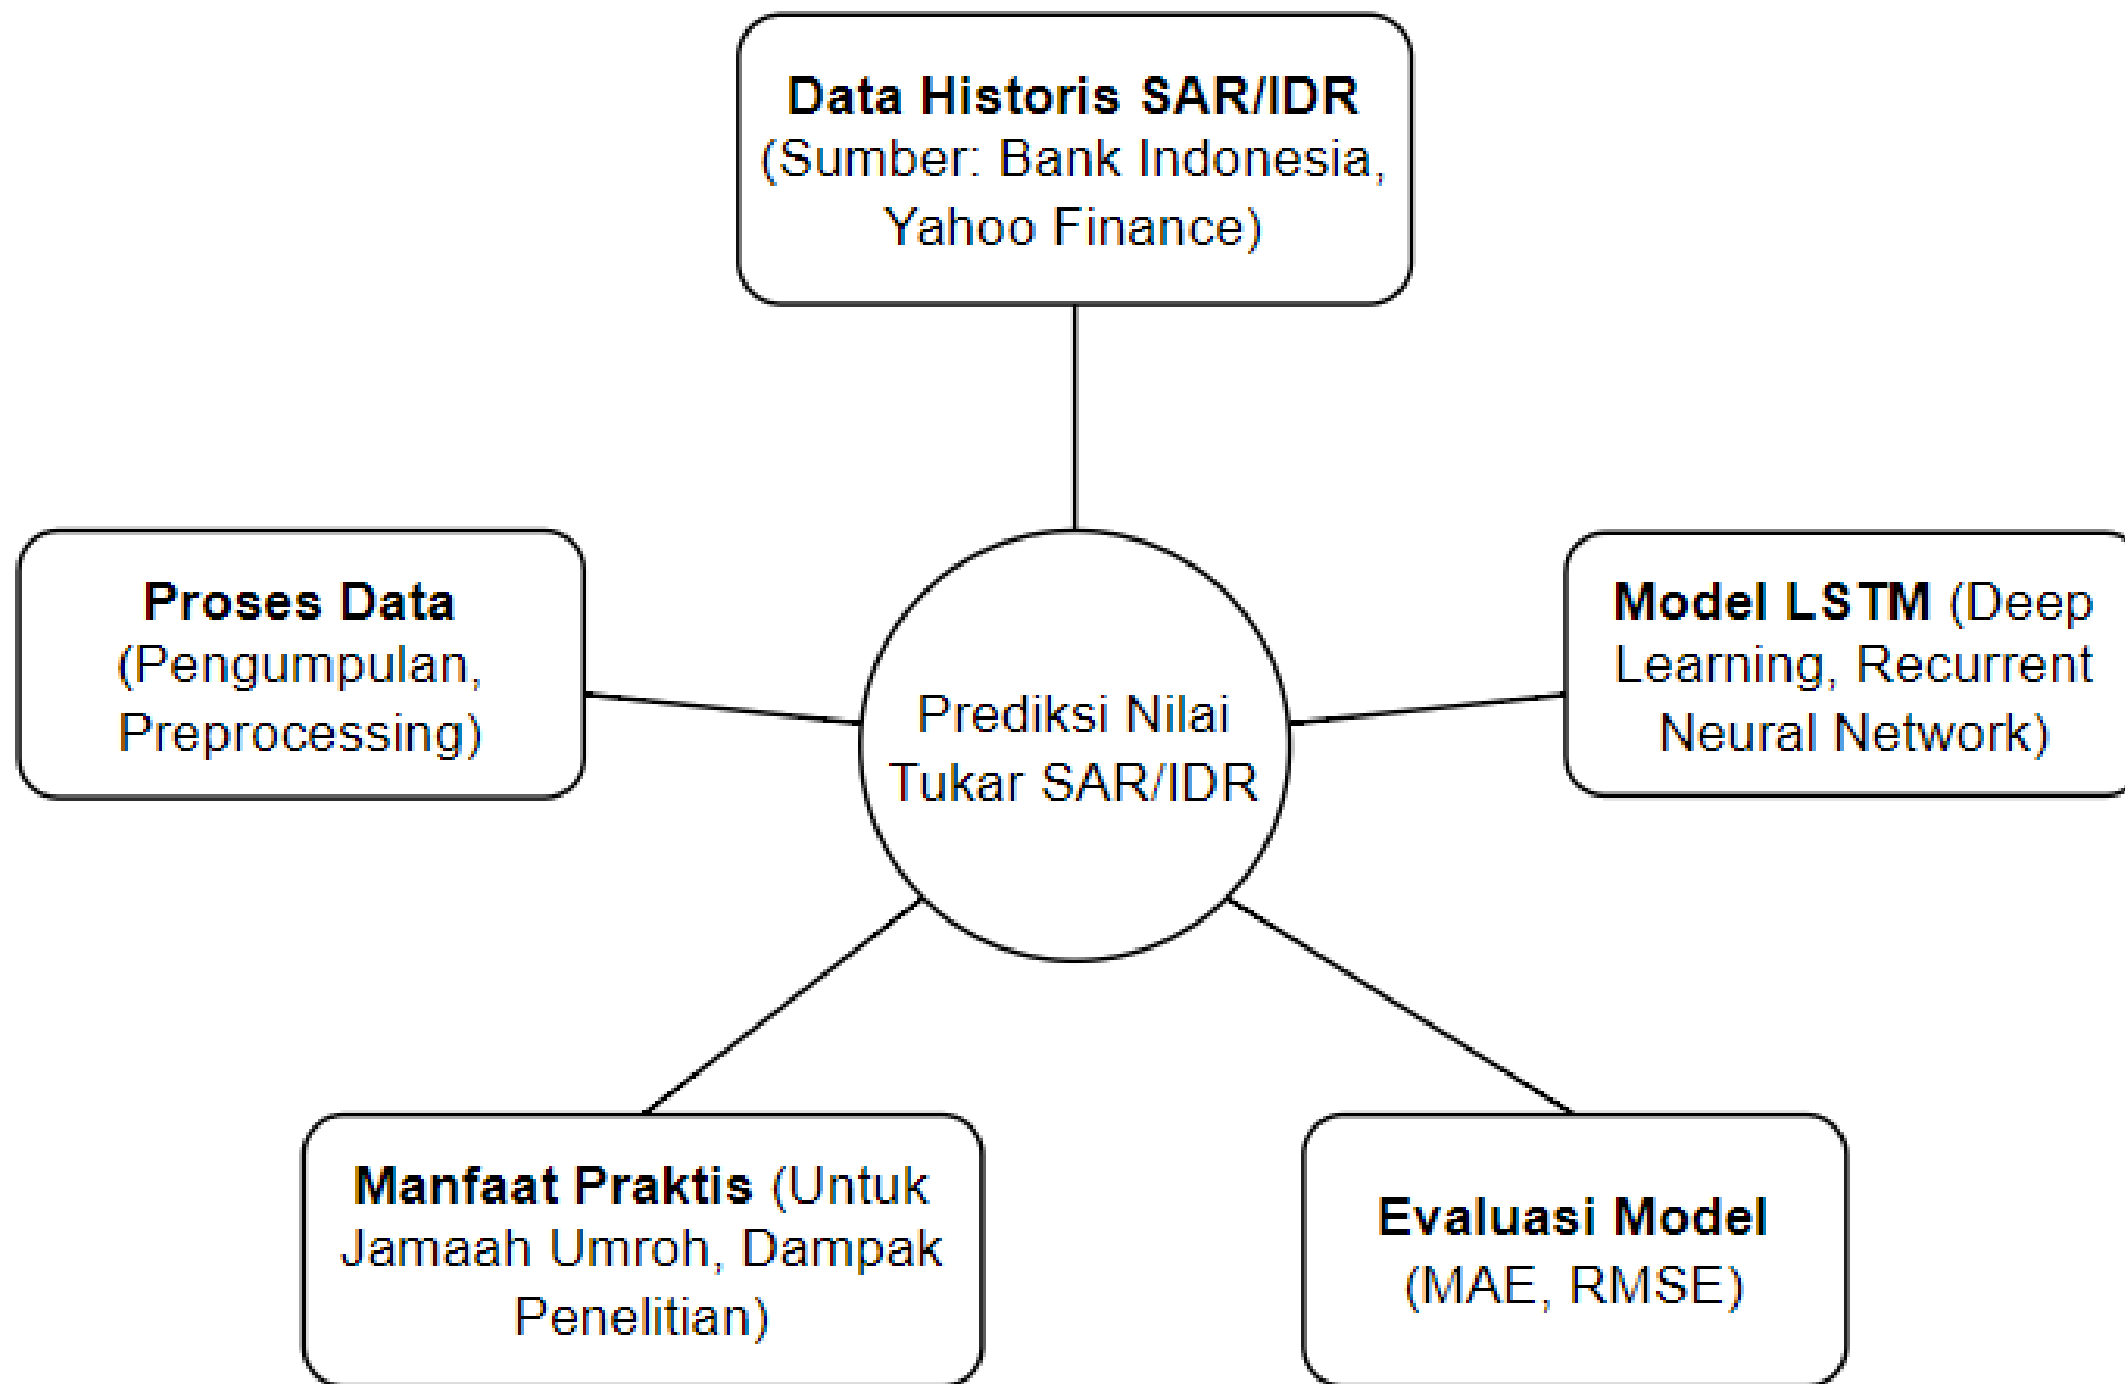 Data Historis SAR/IDR
(Sumber: Bank Indonesia,
Yahoo Finance)
Proses Data
(Pengumpulan,
Preprocessing)
Prediksi Nilai
Tukar SAR/IDR
Model LSTM (Deep
Learning, Recurrent
Neural Network)
Manfaat Praktis (Untuk
Jamaah Umroh, Dampak
Penelitian)
Evaluasi Model
(MAE, RMSE)